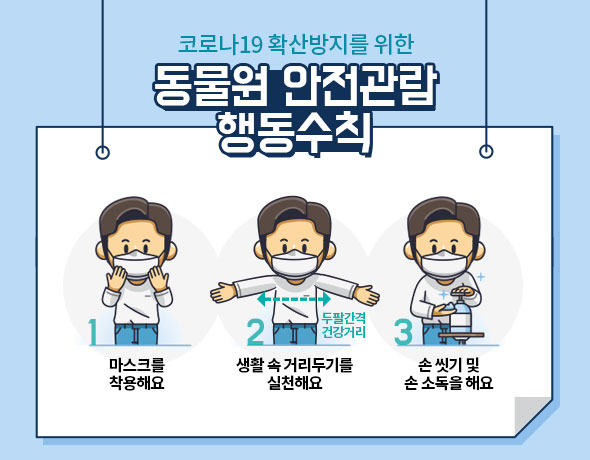 코로나19 확산방지를 위한
동물원 안전관람
행동수칙
1
마스크를
착용해요
2
두팔간격
건강거리
생활 속 거리두기를
실천해요
3
손 씻기 및
손 소독을 해요